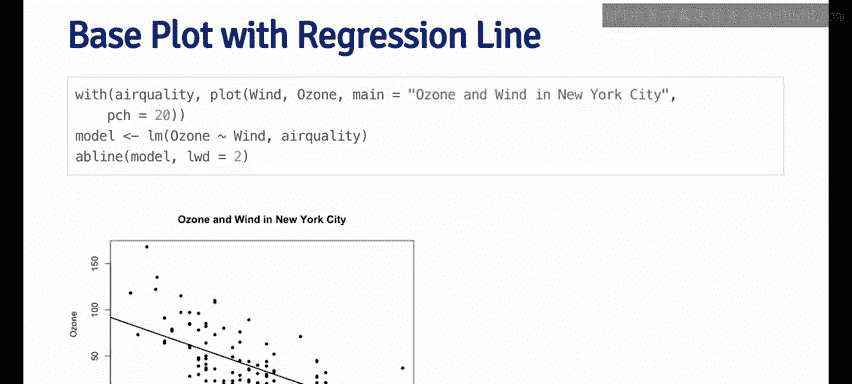 Base Plot with Regression Line
with(airquality, plot(Wind, Ozone, main = "Ozone and Wind in New York City",
    pch = 20))
model <- lm(Ozone ~ Wind, airquality)
abline(model, lwd = 2)
Ozone and Wind in New York City
150
100
Ozone
50